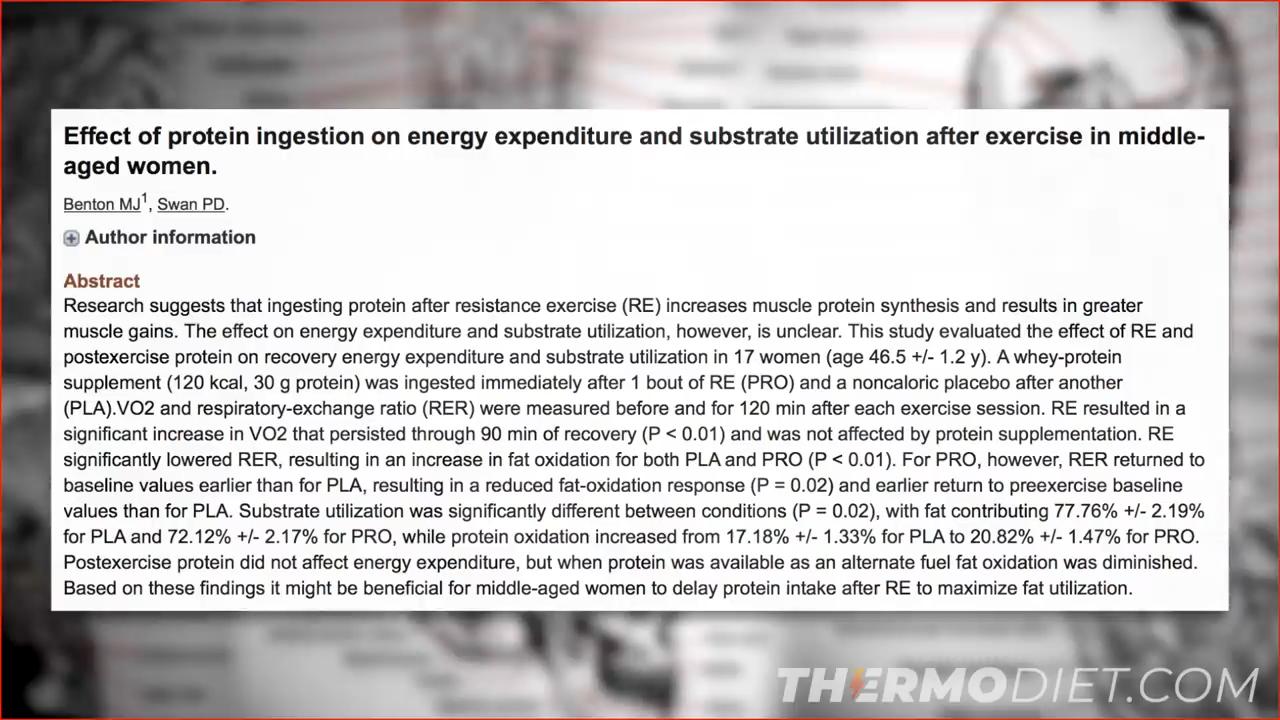 Effect of protein ingestion on energy expenditure and substrate utilization after exercise in middle-
aged women.
Benton MJ1, Swan PD.
Author information
Abstract
Research suggests that ingesting protein after resistance exercise (RE) increases muscle protein synthesis and results in greater
muscle gains. The effect on energy expenditure and substrate utilization, however, is unclear. This study evaluated the effect of RE and
postexercise protein on recovery energy expenditure and substrate utilization in 17 women (age 46.5 +/- 1.2 y). A whey-protein
supplement (120 kcal, 30 g protein) was ingested immediately after 1 bout of RE (PRO) and a noncaloric placebo after another
(PLA).VO2 and respiratory-exchange ratio (RER) were measured before and for 120 min after each exercise session. RE resulted in a
significant increase in VO2 that persisted through 90 min of recovery (P < 0.01) and was not affected by protein supplementation. RE
significantly lowered RER, resulting in an increase in fat oxidation for both PLA and PRO (P < 0.01). For PRO, however, RER returned to
baseline values earlier than for PLA, resulting in a reduced fat-oxidation response (P = 0.02) and earlier return to preexercise baseline
values than for PLA. Substrate utilization was significantly different between conditions (P = 0.02), with fat contributing 77.76% +/- 2.19%
for PLA and 72.12% +/- 2.17% for PRO, while protein oxidation increased from 17.18% +/- 1.33% for PLA to 20.82% +/- 1.47% for PRO.
Postexercise protein did not affect energy expenditure, but when protein was available as an alternate fuel fat oxidation was diminished.
Based on these findings it might be beneficial for middle-aged women to delay protein intake after RE to maximize fat utilization.
THERMODIET.COM